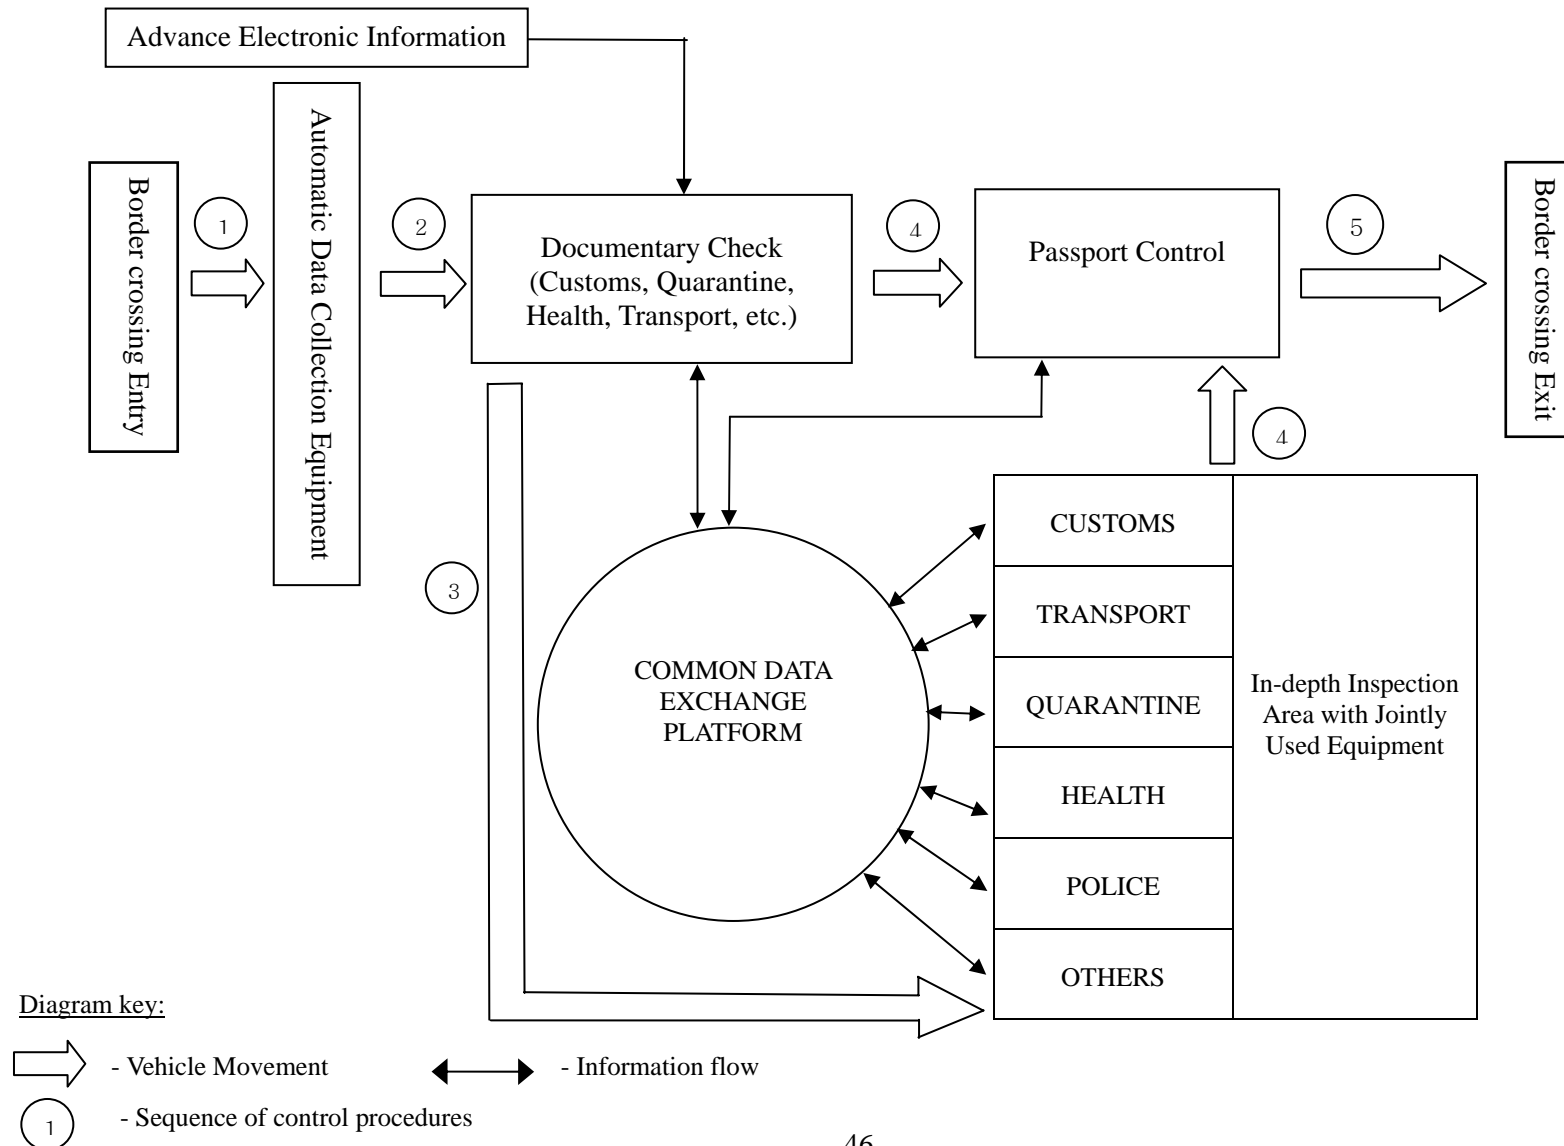 Advance Electronic Information
Border crossing Entry
1
Automatic Data Collection Equipment
2
Documentary Check
(Customs, Quarantine,
Health, Transport, etc.)
4
Passport Control
5
Border crossing Exit
3
4
COMMON DATA
EXCHANGE
PLATFORM
CUSTOMS
TRANSPORT
QUARANTINE
HEALTH
POLICE
OTHERS
In-depth Inspection
Area with Jointly
Used Equipment
Diagram key:
- Vehicle Movement
- Information flow
1
- Sequence of control procedures
46